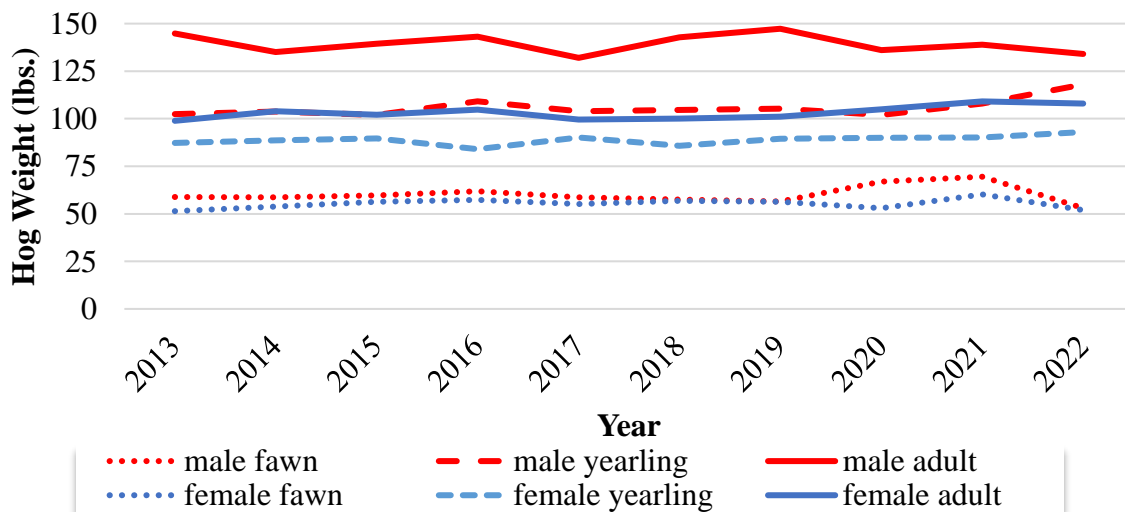 150
125
100
75
50
25
0
Hog Weight (lbs.)
2013 2014 2015 2016 2017 2018 2019 2020 2021 2022
Year
male fawn male yearling male adult
female fawn female yearling female adult